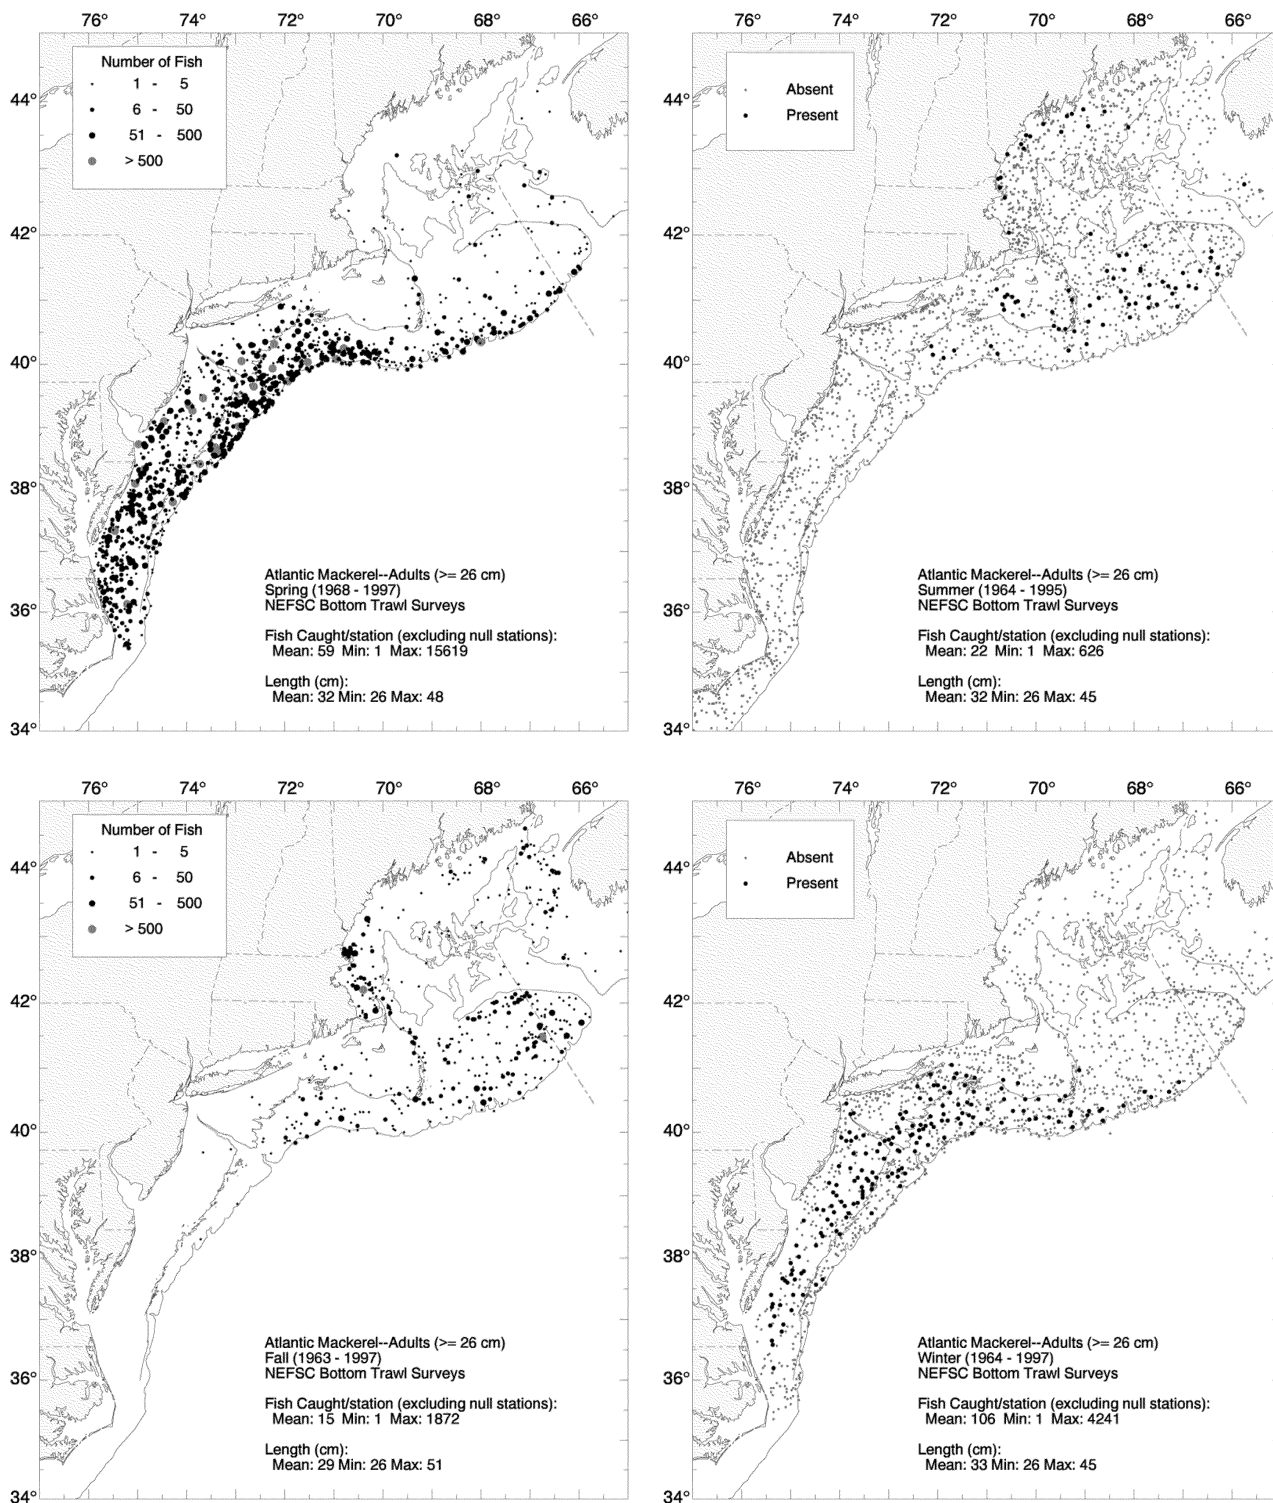 76° 74° 72° 70° 68° 66°
Number of Fish
1 - 5
6 - 50
51 - 500
> 500
44°
42°
40°
38°
36°
34°
Atlantic Mackerel--Adults (>= 26 cm)
Spring (1968 - 1997)
NEFSC Bottom Trawl Surveys
Fish Caught/station (excluding null stations):
Mean: 59 Min: 1 Max: 15619
Length (cm):
Mean: 32 Min: 26 Max: 48
76° 74° 72° 70° 68° 66°
Absent
Present
44°
42°
40°
38°
36°
34°
Atlantic Mackerel--Adults (>= 26 cm)
Summer (1964 - 1995)
NEFSC Bottom Trawl Surveys
Fish Caught/station (excluding null stations):
Mean: 22 Min: 1 Max: 626
Length (cm):
Mean: 32 Min: 26 Max: 45
76° 74° 72° 70° 68° 66°
Number of Fish
1 - 5
6 - 50
51 - 500
> 500
44°
42°
40°
38°
36°
34°
Atlantic Mackerel--Adults (>= 26 cm)
Fall (1963 - 1997)
NEFSC Bottom Trawl Surveys
Fish Caught/station (excluding null stations):
Mean: 15 Min: 1 Max: 1872
Length (cm):
Mean: 29 Min: 26 Max: 51
76° 74° 72° 70° 68° 66°
Absent
Present
44°
42°
40°
38°
36°
34°
Atlantic Mackerel--Adults (>= 26 cm)
Winter (1964 - 1997)
NEFSC Bottom Trawl Surveys
Fish Caught/station (excluding null stations):
Mean: 106 Min: 1 Max: 4241
Length (cm):
Mean: 33 Min: 26 Max: 45